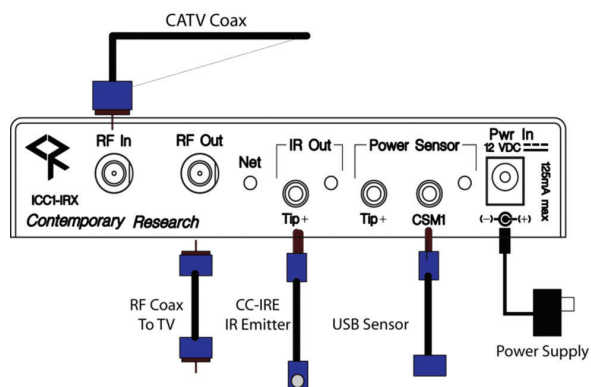 CATV Coax
RF In
RF Out
Net
IR Out
Power Sensor
Pwr In
12 VDC
125mA max
ICC1-IRX
Tip+
Tip+
CSM1
(-) (+)
Contemporary Research
RF Coax
To TV
CC-IRE
IR Emitter
USB Sensor
Power Supply